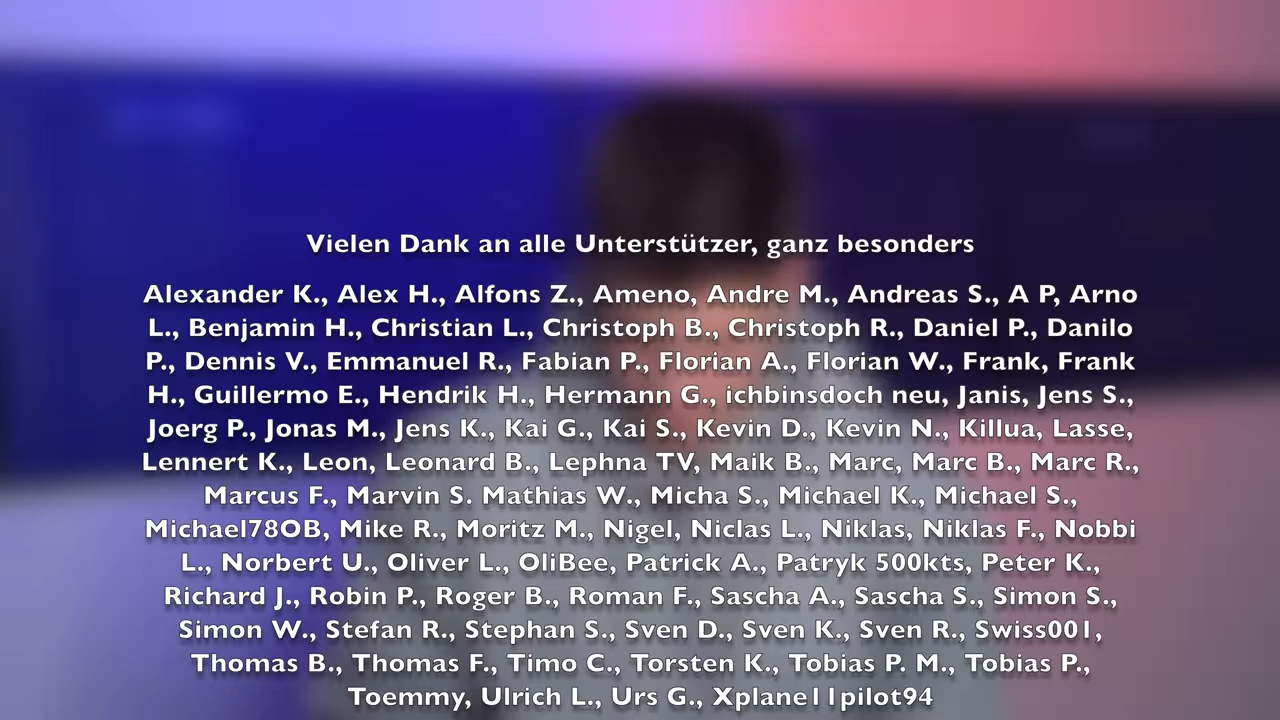 Vielen Dank an alle Unterstützer, ganz besonders
Alexander K., Alex H., Alfons Z., Ameno, Andre M., Andreas S., A P, Arno
L., Benjamin H., Christian L., Christoph B., Christoph R., Daniel P., Danilo
P., Dennis V., Emmanuel R., Fabian P., Florian A., Florian W., Frank, Frank
H., Guillermo E., Hendrik H., Hermann G., ichbinsdoch neu, Janis, Jens S.,
Joerg P., Jonas M., Jens K., Kai G., Kai S., Kevin D., Kevin N., Killua, Lasse,
Lennert K., Leon, Leonard B., Lephna TV, Maik B., Marc, Marc B., Marc R.,
Marcus F., Marvin S. Mathias W., Micha S., Michael K., Michael S.,
Michael78OB, Mike R., Moritz M., Nigel, Niclas L., Niklas, Niklas F., Nobbi
L., Norbert U., Oliver L., OliBee, Patrick A., Patryk 500kts, Peter K.,
Richard J., Robin P., Roger B., Roman F., Sascha A., Sascha S., Simon S.,
Simon W., Stefan R., Stephan S., Sven D., Sven K., Sven R., Swiss001,
Thomas B., Thomas F., Timo C., Torsten K., Tobias P. M., Tobias P.,
Toemmy, Ulrich L., Urs G., Xplane11pilot94